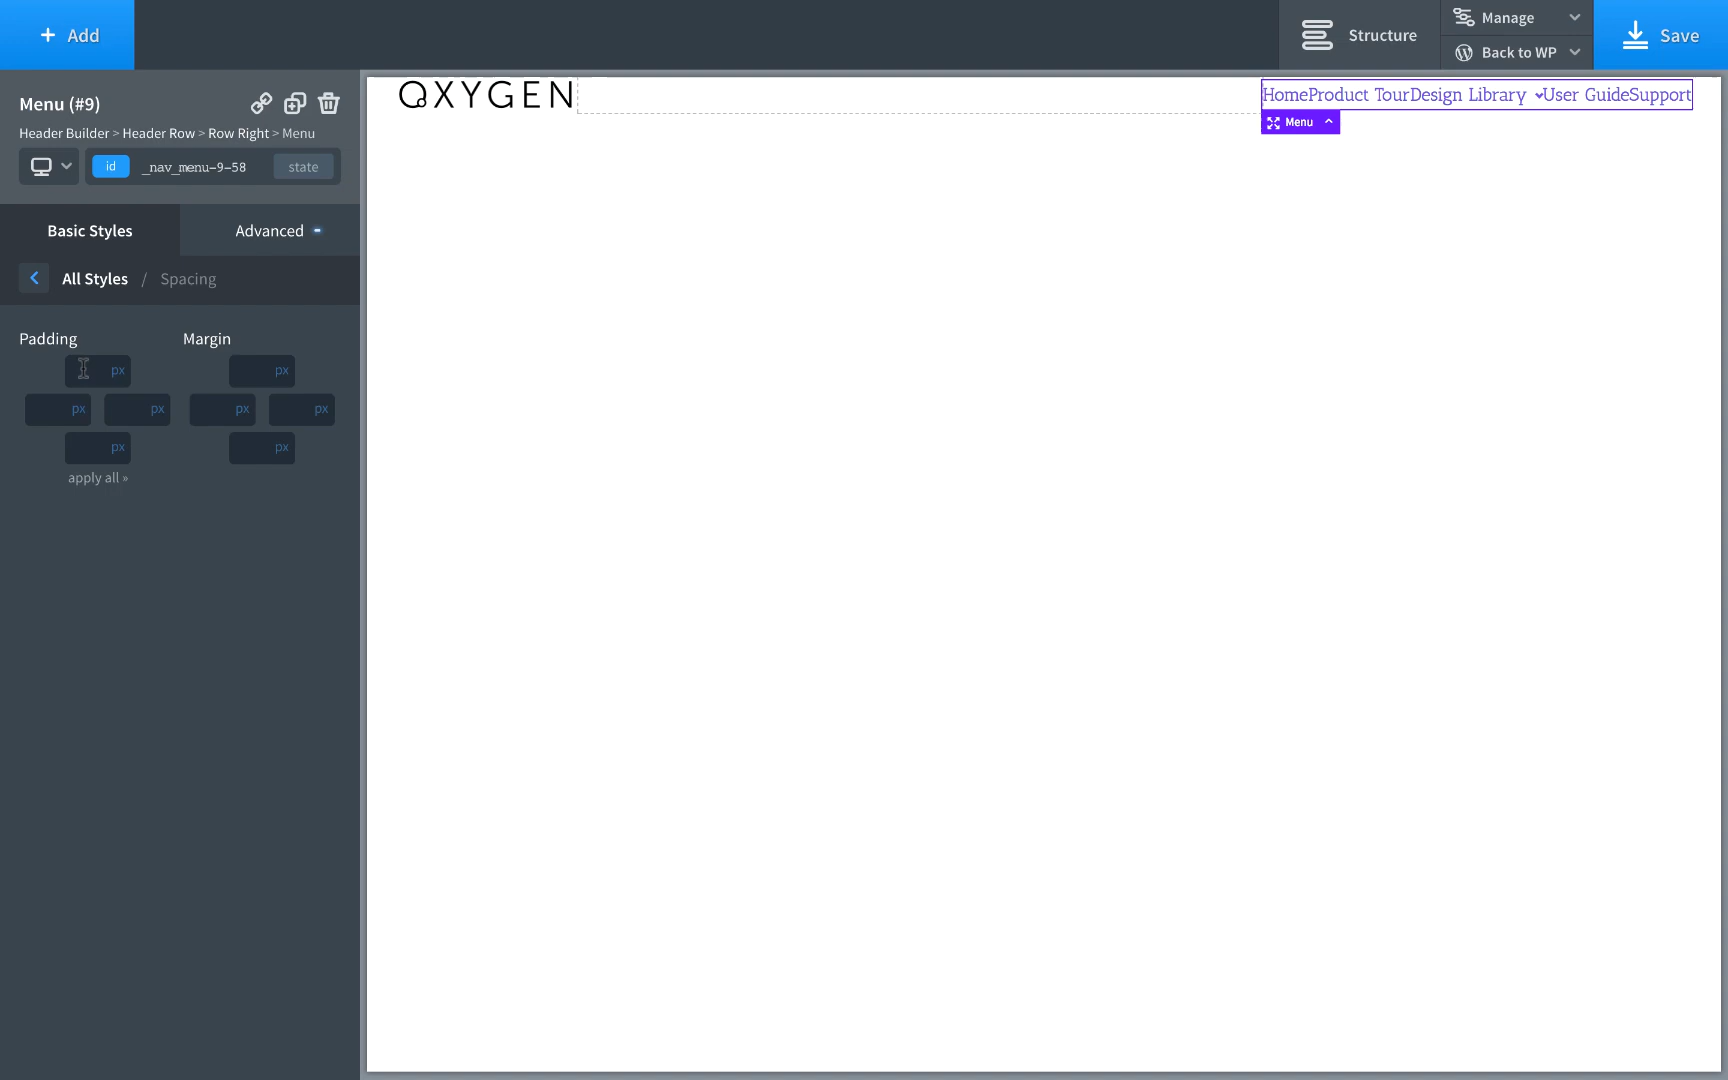 + Add
Structure
Manage
Back to WP
Save
Menu (#9)
Header Builder > Header Row > Row Right > Menu
id _nav_menu-9-58 state
Basic Styles
Advanced
All Styles / Spacing
Padding
Margin
px
px
px
px
px
px
px
px
apply all »
OXYGEN
HomeProduct TourDesign Library User GuideSupport
Menu